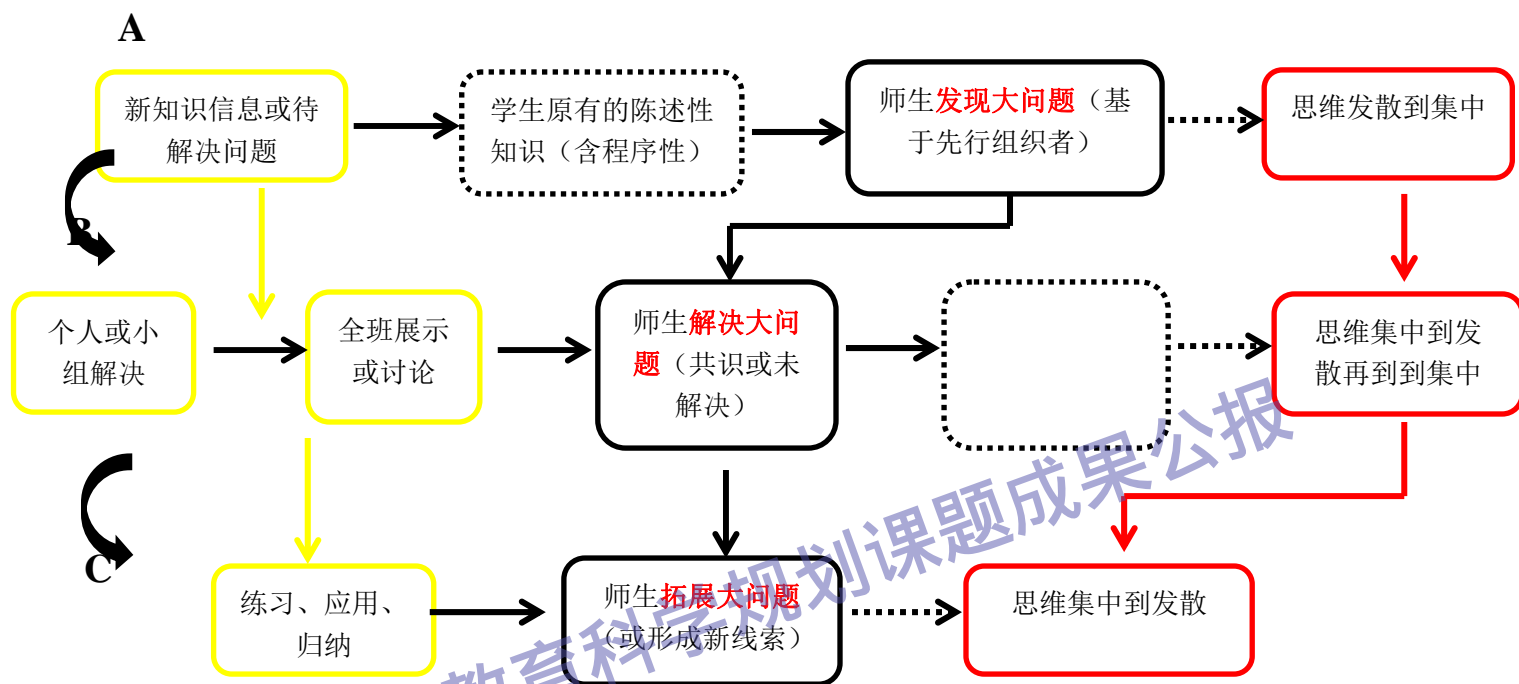 A
新知识信息或待
解决问题
学生原有的陈述性
知识（含程序性）
师生发现大问题（基
于先行组织者）
思维发散到集中
B
个人或小
组解决
全班展示
或讨论
师生解决大问
题（共识或未
解决）
思维集中到发
散再到到集中
C
练习、应用、
归纳
师生拓展大问题
（或形成新线索）
思维集中到发散
教育科学规划课题成果公报